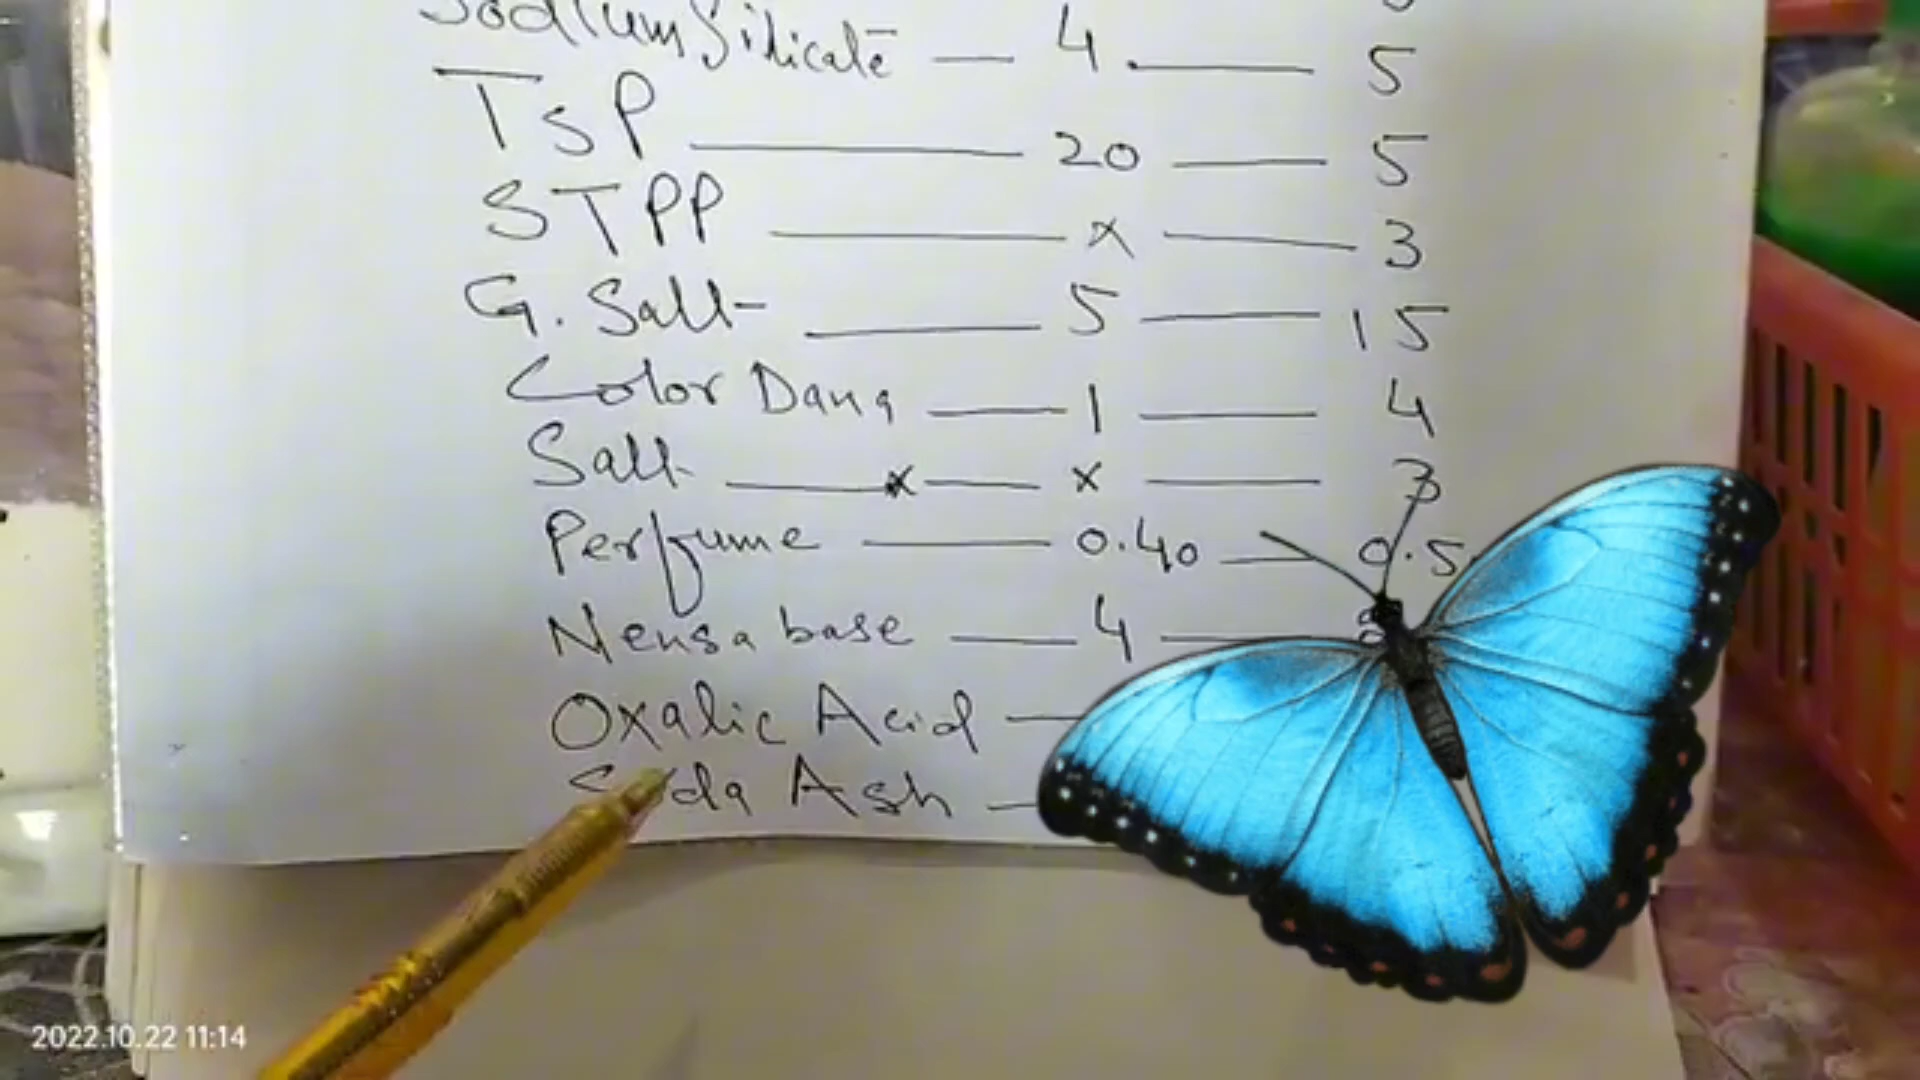 Sodium Silicate — 4. — 5
TSP — 20 — 5
STPP — x — 3
G. Salt — 5 — 15
Color Dana — 1 — 4
Salt — x — x — 3
Perfume — 0.40 — 0.5
Nensa base — 4 —
Oxalic Acid —
Soda Ash —
2022.10.22 11:14